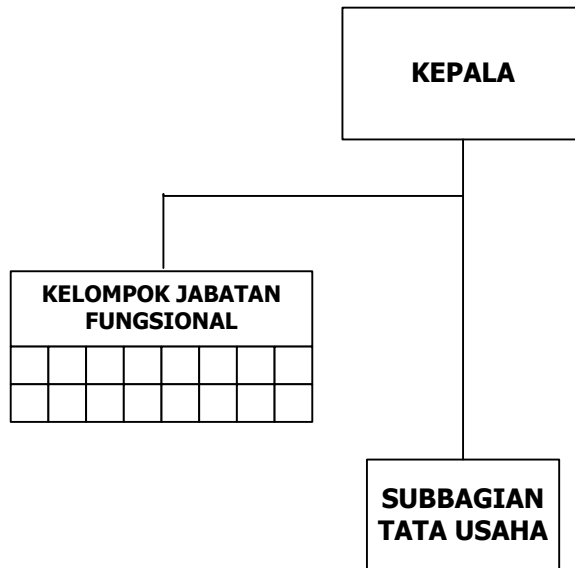 KEPALA
KELOMPOK JABATAN
FUNGSIONAL
SUBBAGIAN
TATA USAHA